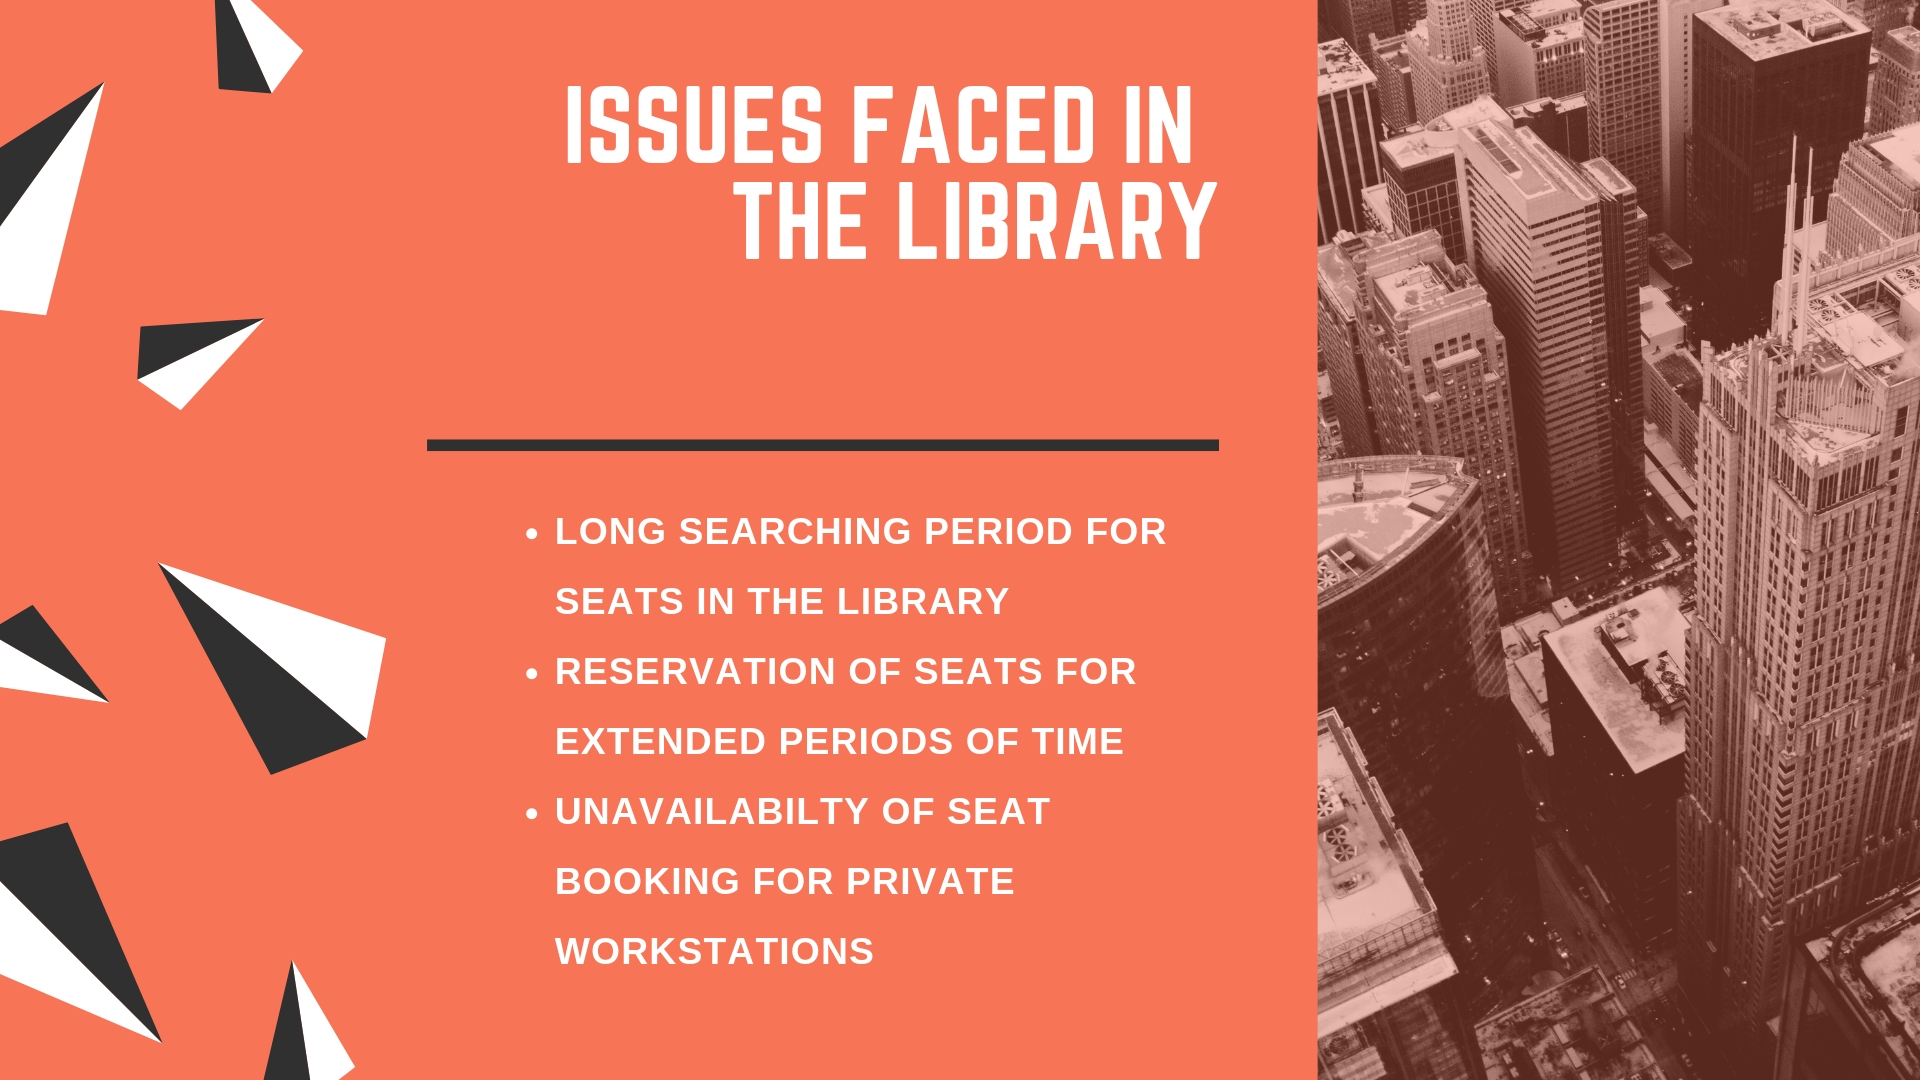 ISSUES FACED IN
THE LIBRARY
• LONG SEARCHING PERIOD FOR
SEATS IN THE LIBRARY
• RESERVATION OF SEATS FOR
EXTENDED PERIODS OF TIME
• UNAVAILABILTY OF SEAT
BOOKING FOR PRIVATE
WORKSTATIONS